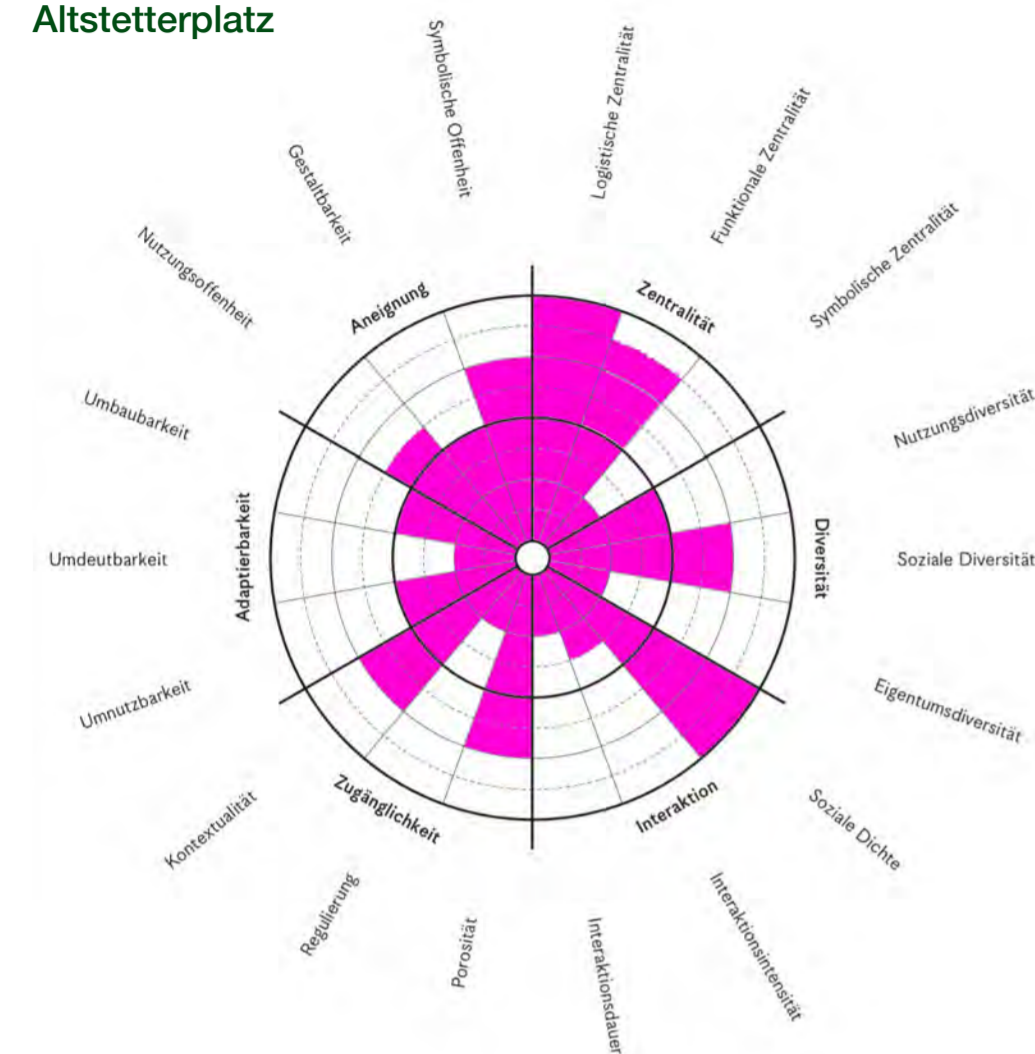 Altstetterplatz
Symbolische Offenheit
Logistische Zentralität
Funktionale Zentralität
Symbolische Zentralität
Nutzungsdiversität
Soziale Diversität
Eigentumsdiversität
Soziale Dichte
Interaktionsintensität
Interaktionsdauer
Porosität
Regulierung
Kontextualität
Umnutzbarkeit
Umdeutbarkeit
Umbaubarkeit
Nutzungsoffenheit
Gestaltbarkeit
Zentralität
Diversität
Interaktion
Zugänglichkeit
Adaptierbarkeit
Aneignung